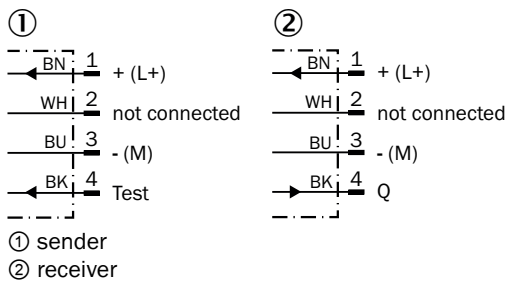 ① ②
BN 1 + (L+) BN 1 + (L+)
WH 2 not connected WH 2 not connected
BU 3 - (M) BU 3 - (M)
BK 4 Test BK 4 Q
① sender
② receiver